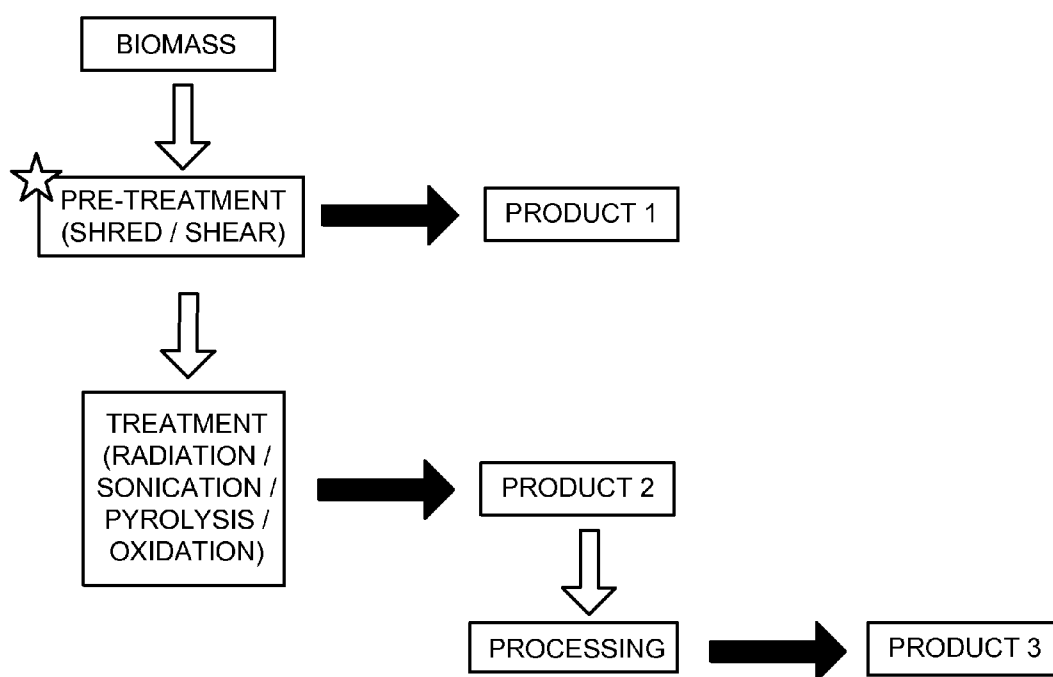 BIOMASS
PRE-TREATMENT
(SHRED / SHEAR)
PRODUCT 1
TREATMENT
(RADIATION /
SONICATION /
PYROLYSIS /
OXIDATION)
PRODUCT 2
PROCESSING
PRODUCT 3